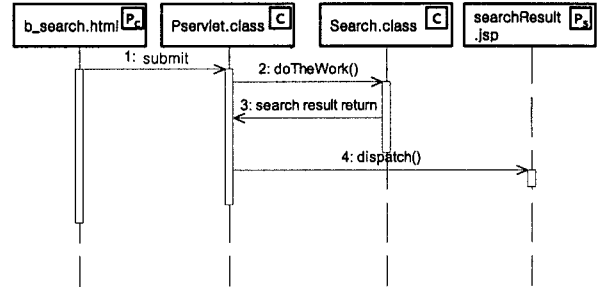 b_search.html Pc
Pservlet.class C
Search.class C
searchResult
.jsp Ps
1: submit
2: doTheWork()
3: search result return
4: dispatch()